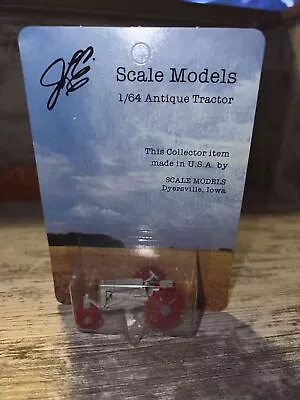 Scale Models
1/64 Antique Tractor
This Collector item
made in U.S.A. by
SCALE MODELS
Dyersville, Iowa